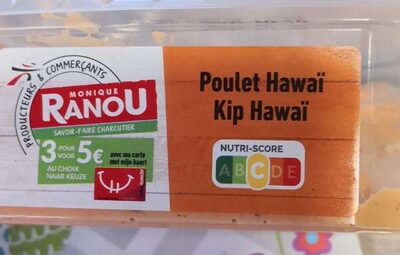 PRODUCTEURS & COMMERÇANTS
MONIQUE
RANOU
SAVOIR-FAIRE CHARCUTIER
3 POUR VOOR 5€
AU CHOIX
NAAR KEUZE
avec ma carte
met mijn kaart
Poulet Hawaï
Kip Hawaï
NUTRI-SCORE
A B C D E